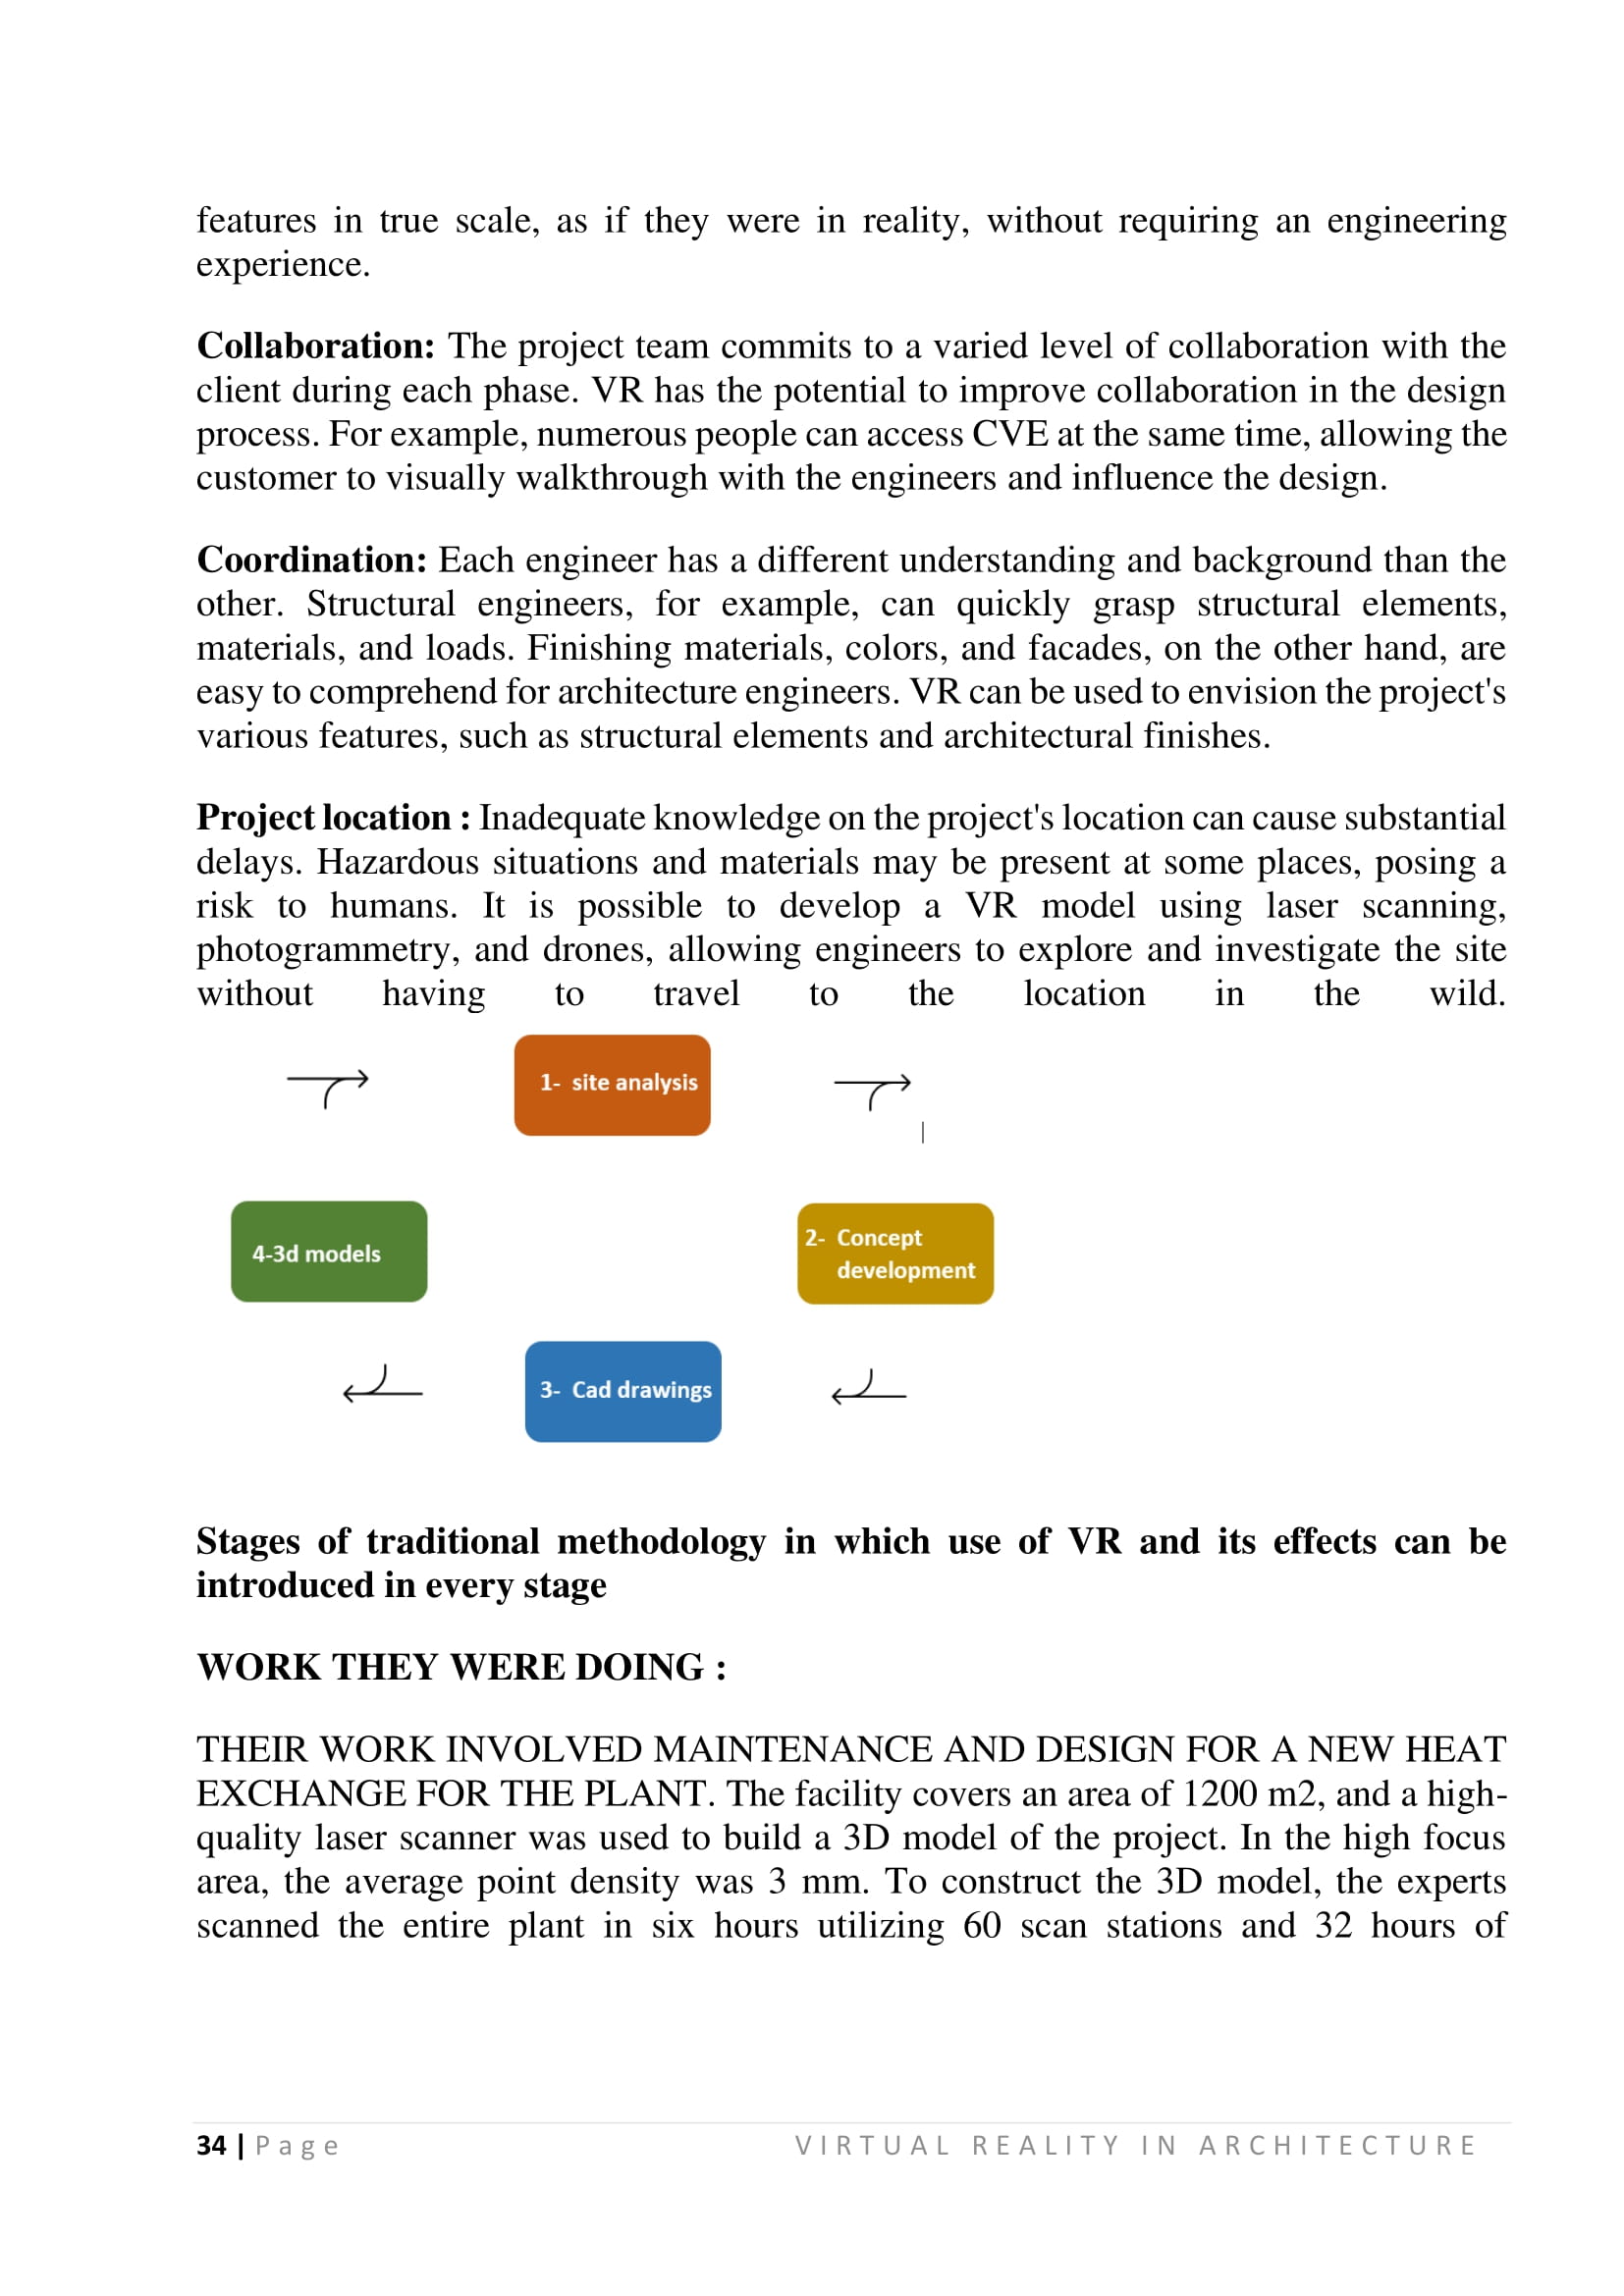 features in true scale, as if they were in reality, without requiring an engineering
experience.
Collaboration: The project team commits to a varied level of collaboration with the
client during each phase. VR has the potential to improve collaboration in the design
process. For example, numerous people can access CVE at the same time, allowing the
customer to visually walkthrough with the engineers and influence the design.
Coordination: Each engineer has a different understanding and background than the
other. Structural engineers, for example, can quickly grasp structural elements,
materials, and loads. Finishing materials, colors, and facades, on the other hand, are
easy to comprehend for architecture engineers. VR can be used to envision the project's
various features, such as structural elements and architectural finishes.
Project location : Inadequate knowledge on the project's location can cause substantial
delays. Hazardous situations and materials may be present at some places, posing a
risk to humans. It is possible to develop a VR model using laser scanning,
photogrammetry, and drones, allowing engineers to explore and investigate the site
without having to travel to the location in the wild.
1- site analysis
4-3d models
2- Concept
development
3- Cad drawings
Stages of traditional methodology in which use of VR and its effects can be
introduced in every stage
WORK THEY WERE DOING :
THEIR WORK INVOLVED MAINTENANCE AND DESIGN FOR A NEW HEAT
EXCHANGE FOR THE PLANT. The facility covers an area of 1200 m2, and a high-
quality laser scanner was used to build a 3D model of the project. In the high focus
area, the average point density was 3 mm. To construct the 3D model, the experts
scanned the entire plant in six hours utilizing 60 scan stations and 32 hours of
34 | Page VIRTUAL REALITY IN ARCHITECTURE